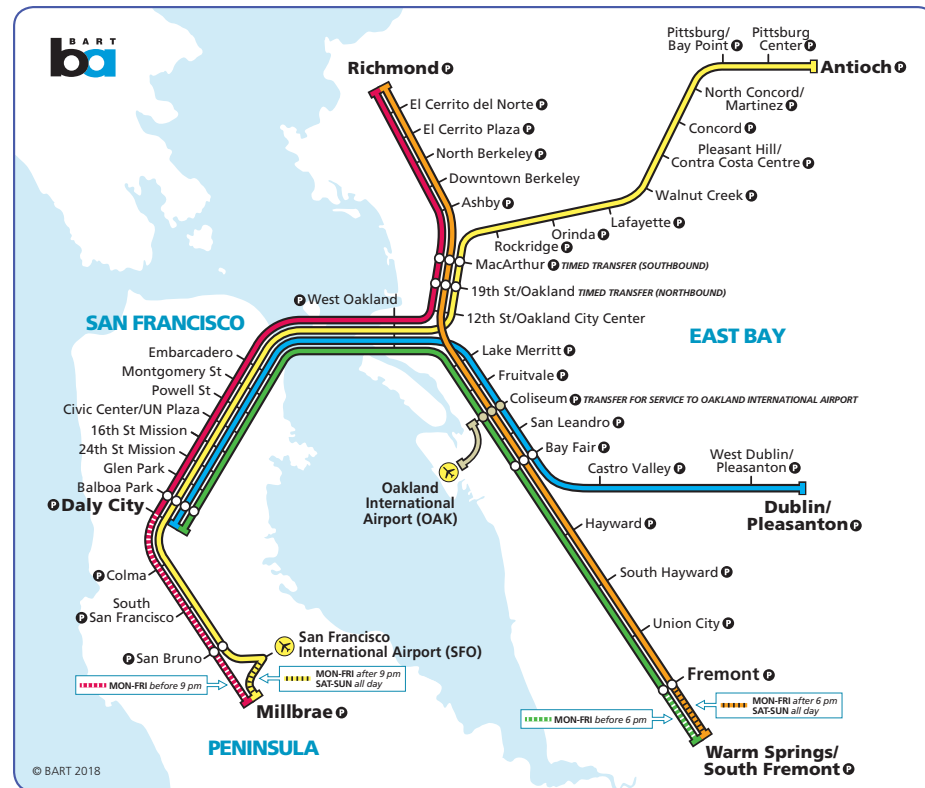 BART
ba
Richmond P
El Cerrito del Norte P
El Cerrito Plaza P
North Berkeley P
Downtown Berkeley
Ashby P
Pittsburg/
Bay Point P
Pittsburg
Center P
Antioch P
North Concord/
Martinez P
Concord P
Pleasant Hill/
Contra Costa Centre P
Walnut Creek P
Lafayette P
Orinda P
Rockridge P
MacArthur P TIMED TRANSFER (SOUTHBOUND)
19th St/Oakland TIMED TRANSFER (NORTHBOUND)
12th St/Oakland City Center
P West Oakland
SAN FRANCISCO
EAST BAY
Embarcadero
Montgomery St
Powell St
Civic Center/UN Plaza
16th St Mission
24th St Mission
Glen Park
Balboa Park
P Daly City
Lake Merritt P
Fruitvale P
Coliseum P TRANSFER FOR SERVICE TO OAKLAND INTERNATIONAL AIRPORT
San Leandro P
Bay Fair P
Castro Valley P
West Dublin/
Pleasanton P
Dublin/
Pleasanton P
Oakland
International
Airport (OAK)
Hayward P
South Hayward P
Union City P
Fremont P
P Colma
South
P San Francisco
P San Bruno
San Francisco
International Airport (SFO)
MON-FRI before 9 pm
MON-FRI after 9 pm
SAT-SUN all day
Millbrae P
PENINSULA
MON-FRI before 6 pm
MON-FRI after 6 pm
SAT-SUN all day
Warm Springs/
South Fremont P
© BART 2018